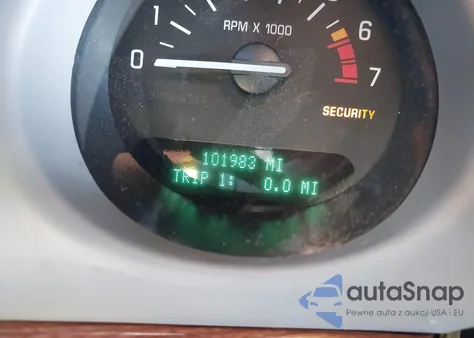 1
RPM X 1000
6
0
7
SECURITY
101983 MI
TRIP 1: 0.0 MI
autoSnap
Pewne auta z aukcji USA i EU